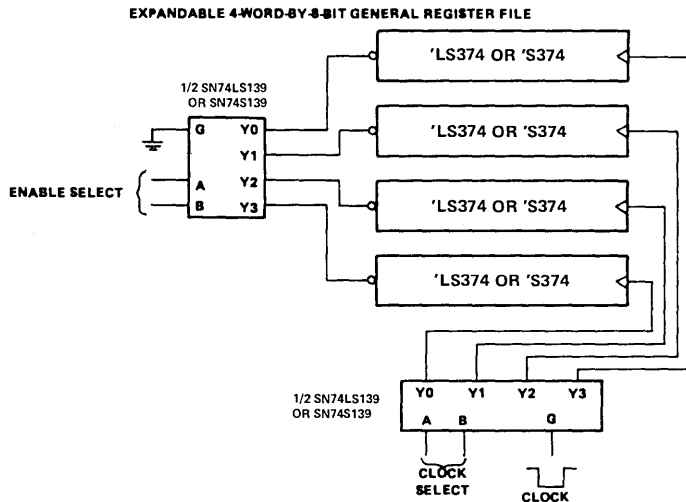 EXPANDABLE 4-WORD-BY-8-BIT GENERAL REGISTER FILE
'LS374 OR 'S374
1/2 SN74LS139
OR SN74S139
G Y0
Y1
A Y2
B Y3
ENABLE SELECT
'LS374 OR 'S374
'LS374 OR 'S374
'LS374 OR 'S374
1/2 SN74LS139
OR SN74S139
Y0 Y1 Y2 Y3
A B G
CLOCK
SELECT
CLOCK